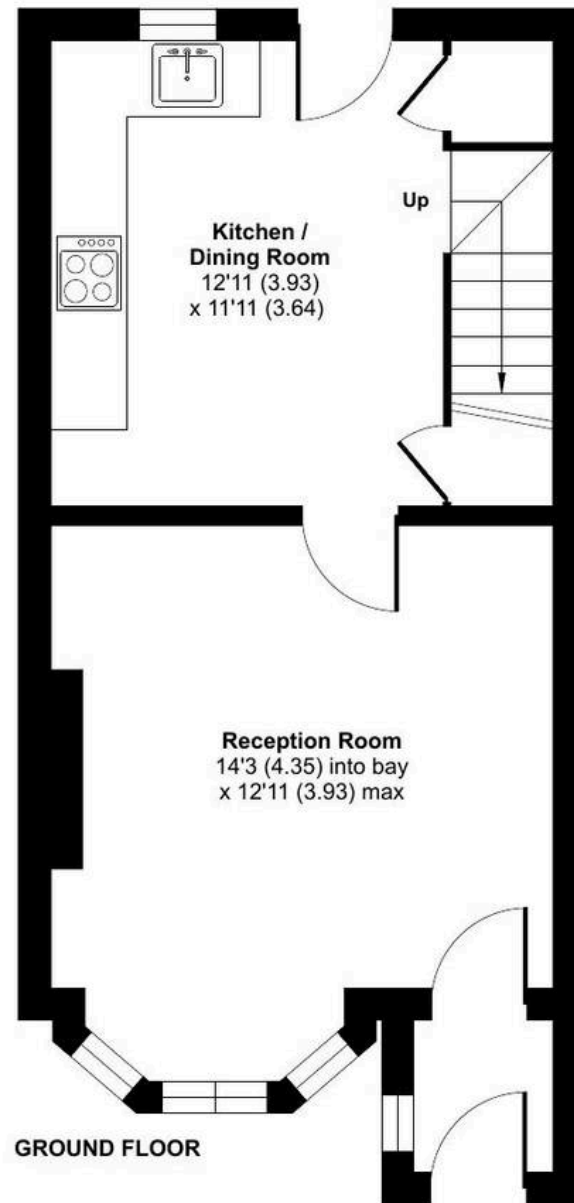 Up
Kitchen /
Dining Room
12'11 (3.93)
x 11'11 (3.64)
Reception Room
14'3 (4.35) into bay
x 12'11 (3.93) max
GROUND FLOOR